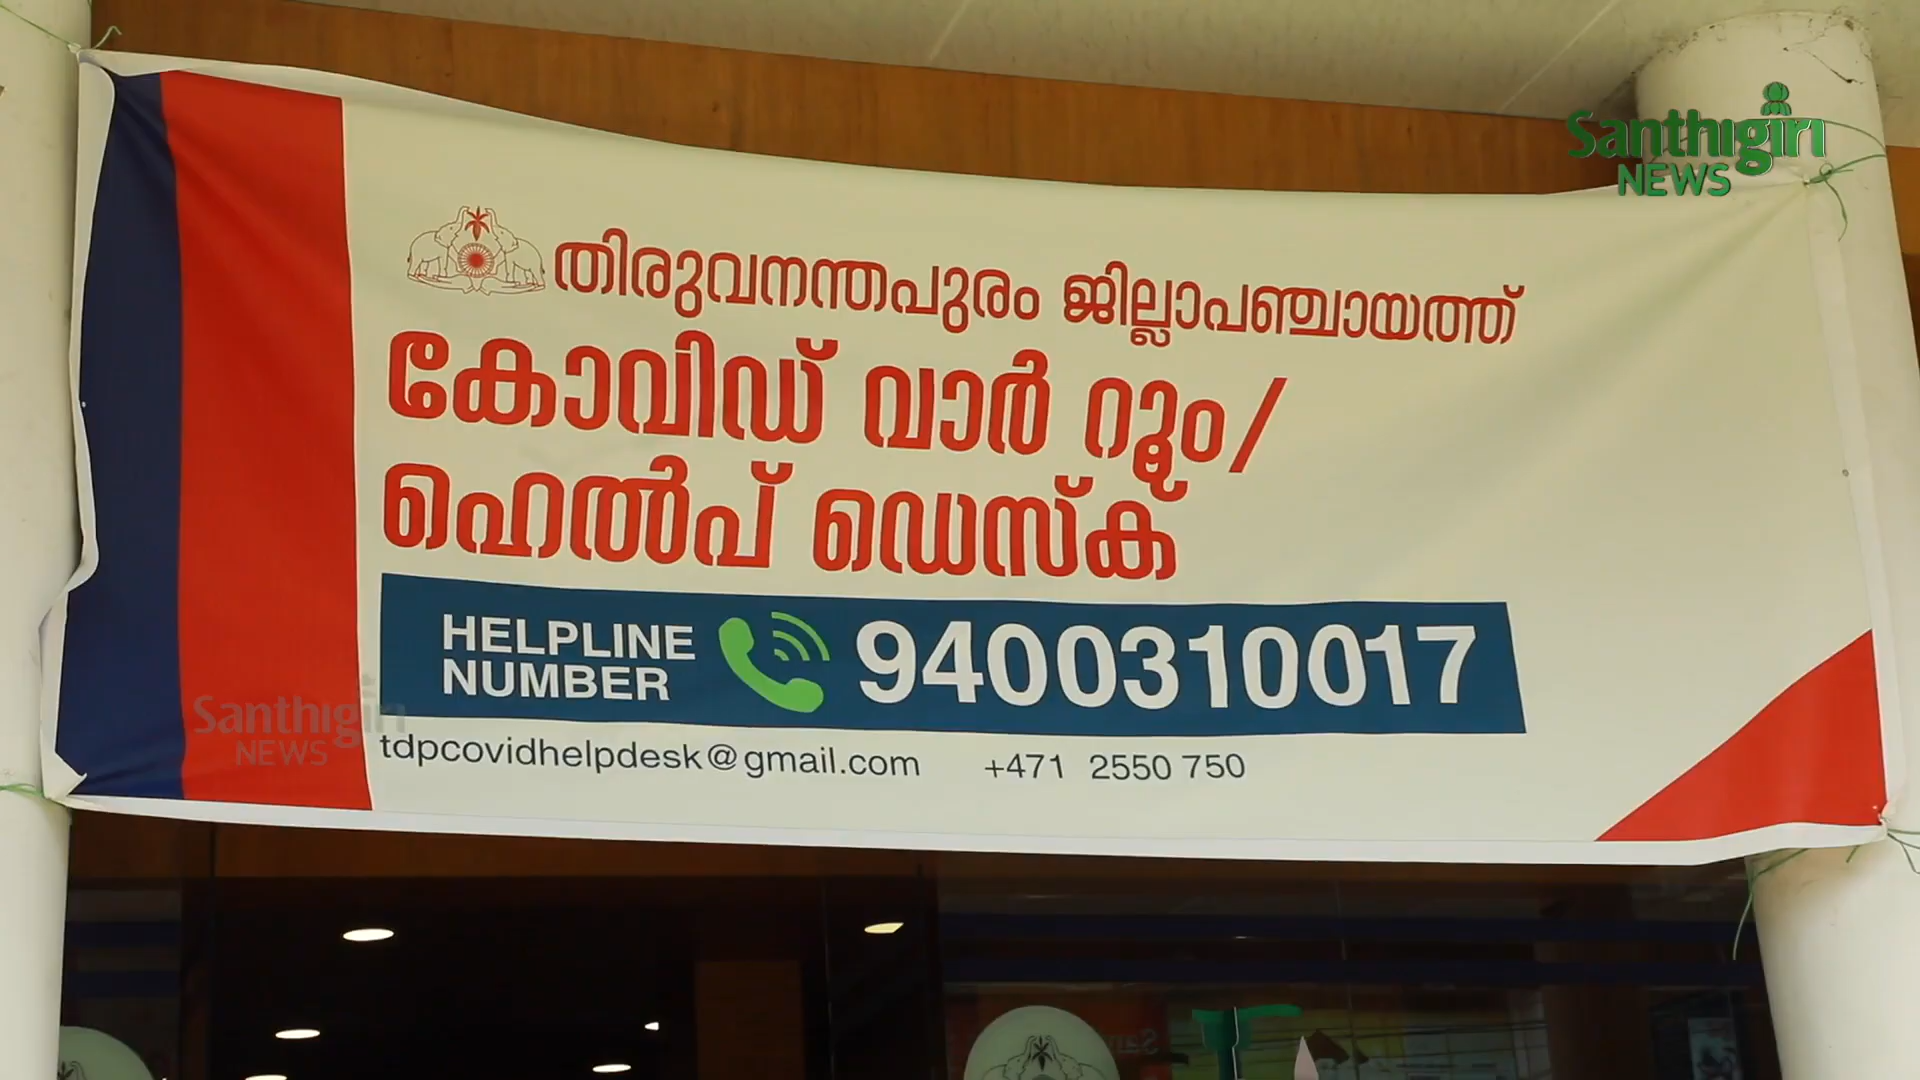 Santhigiri
NEWS
തിരുവനന്തപുരം ജില്ലാപഞ്ചായത്ത്
കോവിഡ് വാർ റൂം/
ഹെൽപ് ഡെസ്ക്
HELPLINE
NUMBER
9400310017
Santhigiri
NEWS
tdpcovidhelpdesk@gmail.com +471 2550 750